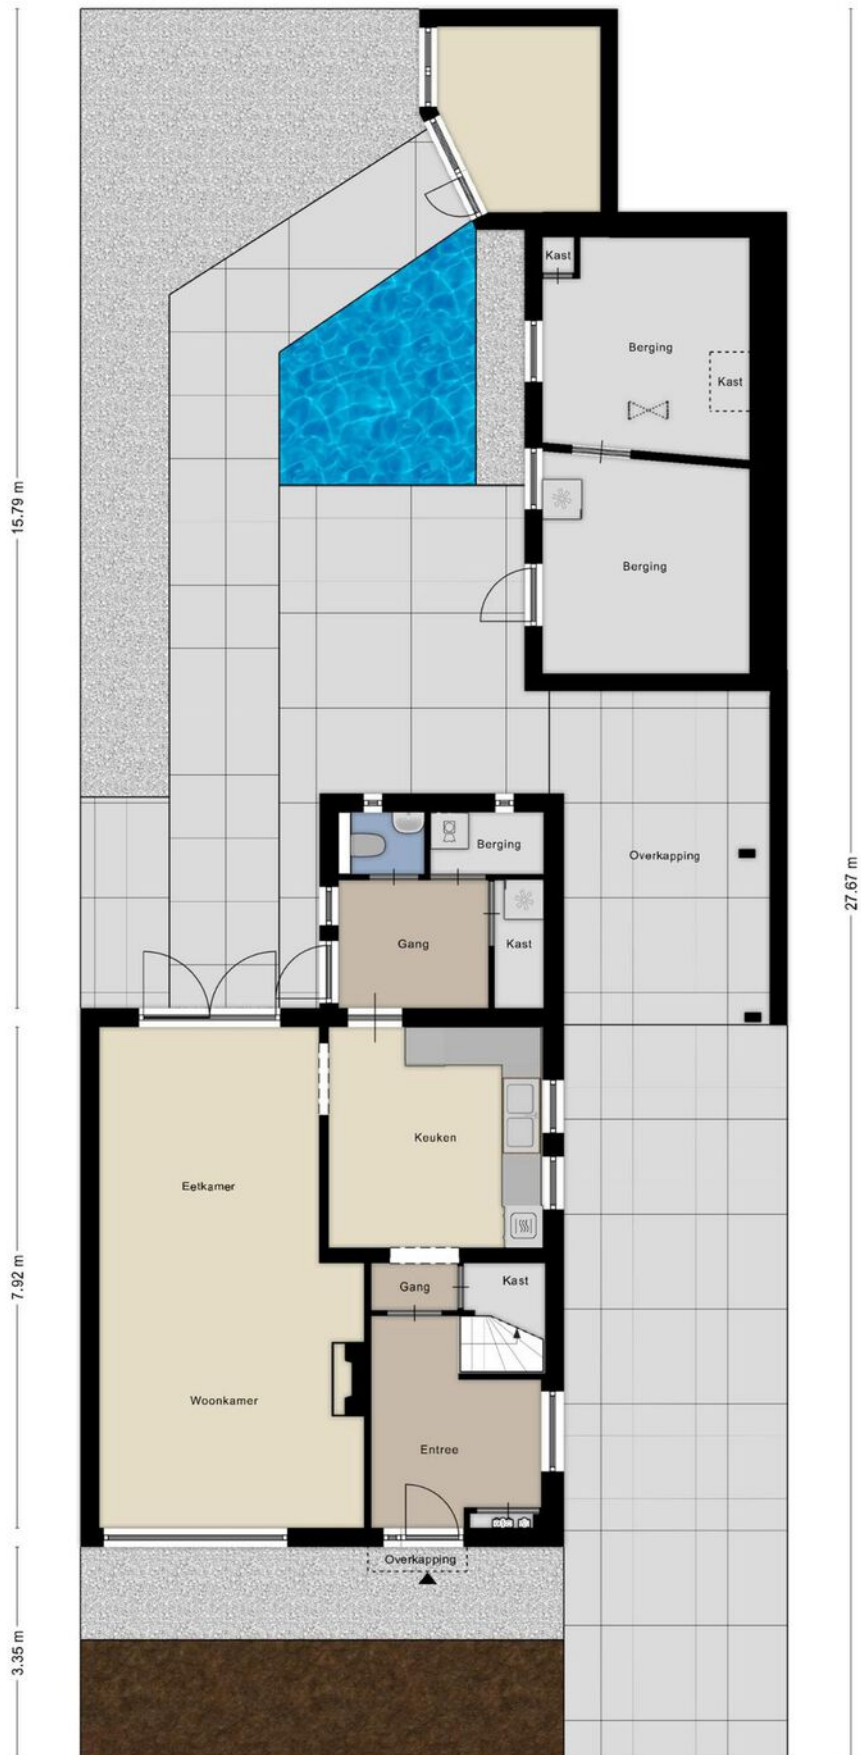 Kast
Berging
Kast
15.79 m
Berging
Berging
Overkapping
27.67 m
Gang
Kast
Keuken
Eetkamer
7.92 m
Gang
Kast
Woonkamer
Entree
Overkapping
3.35 m